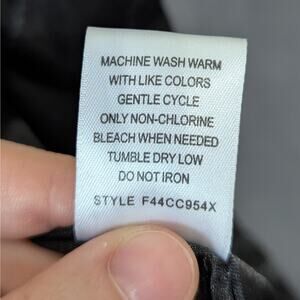 MACHINE WASH WARM
WITH LIKE COLORS
GENTLE CYCLE
ONLY NON-CHLORINE
BLEACH WHEN NEEDED
TUMBLE DRY LOW
DO NOT IRON
STYLE F44CC954X